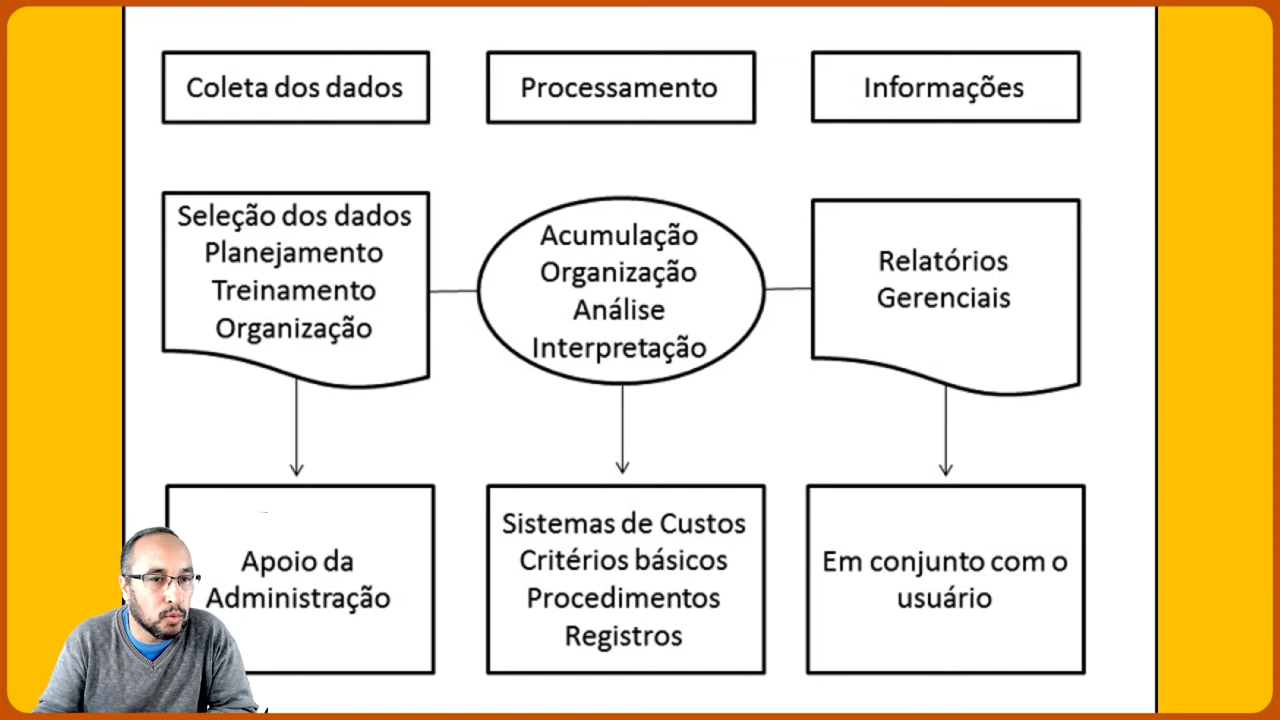 Coleta dos dados
Processamento
Informações
Seleção dos dados
Planejamento
Treinamento
Organização
Acumulação
Organização
Análise
Interpretação
Relatórios
Gerenciais
Apoio da
Administração
Sistemas de Custos
Critérios básicos
Procedimentos
Registros
Em conjunto com o
usuário